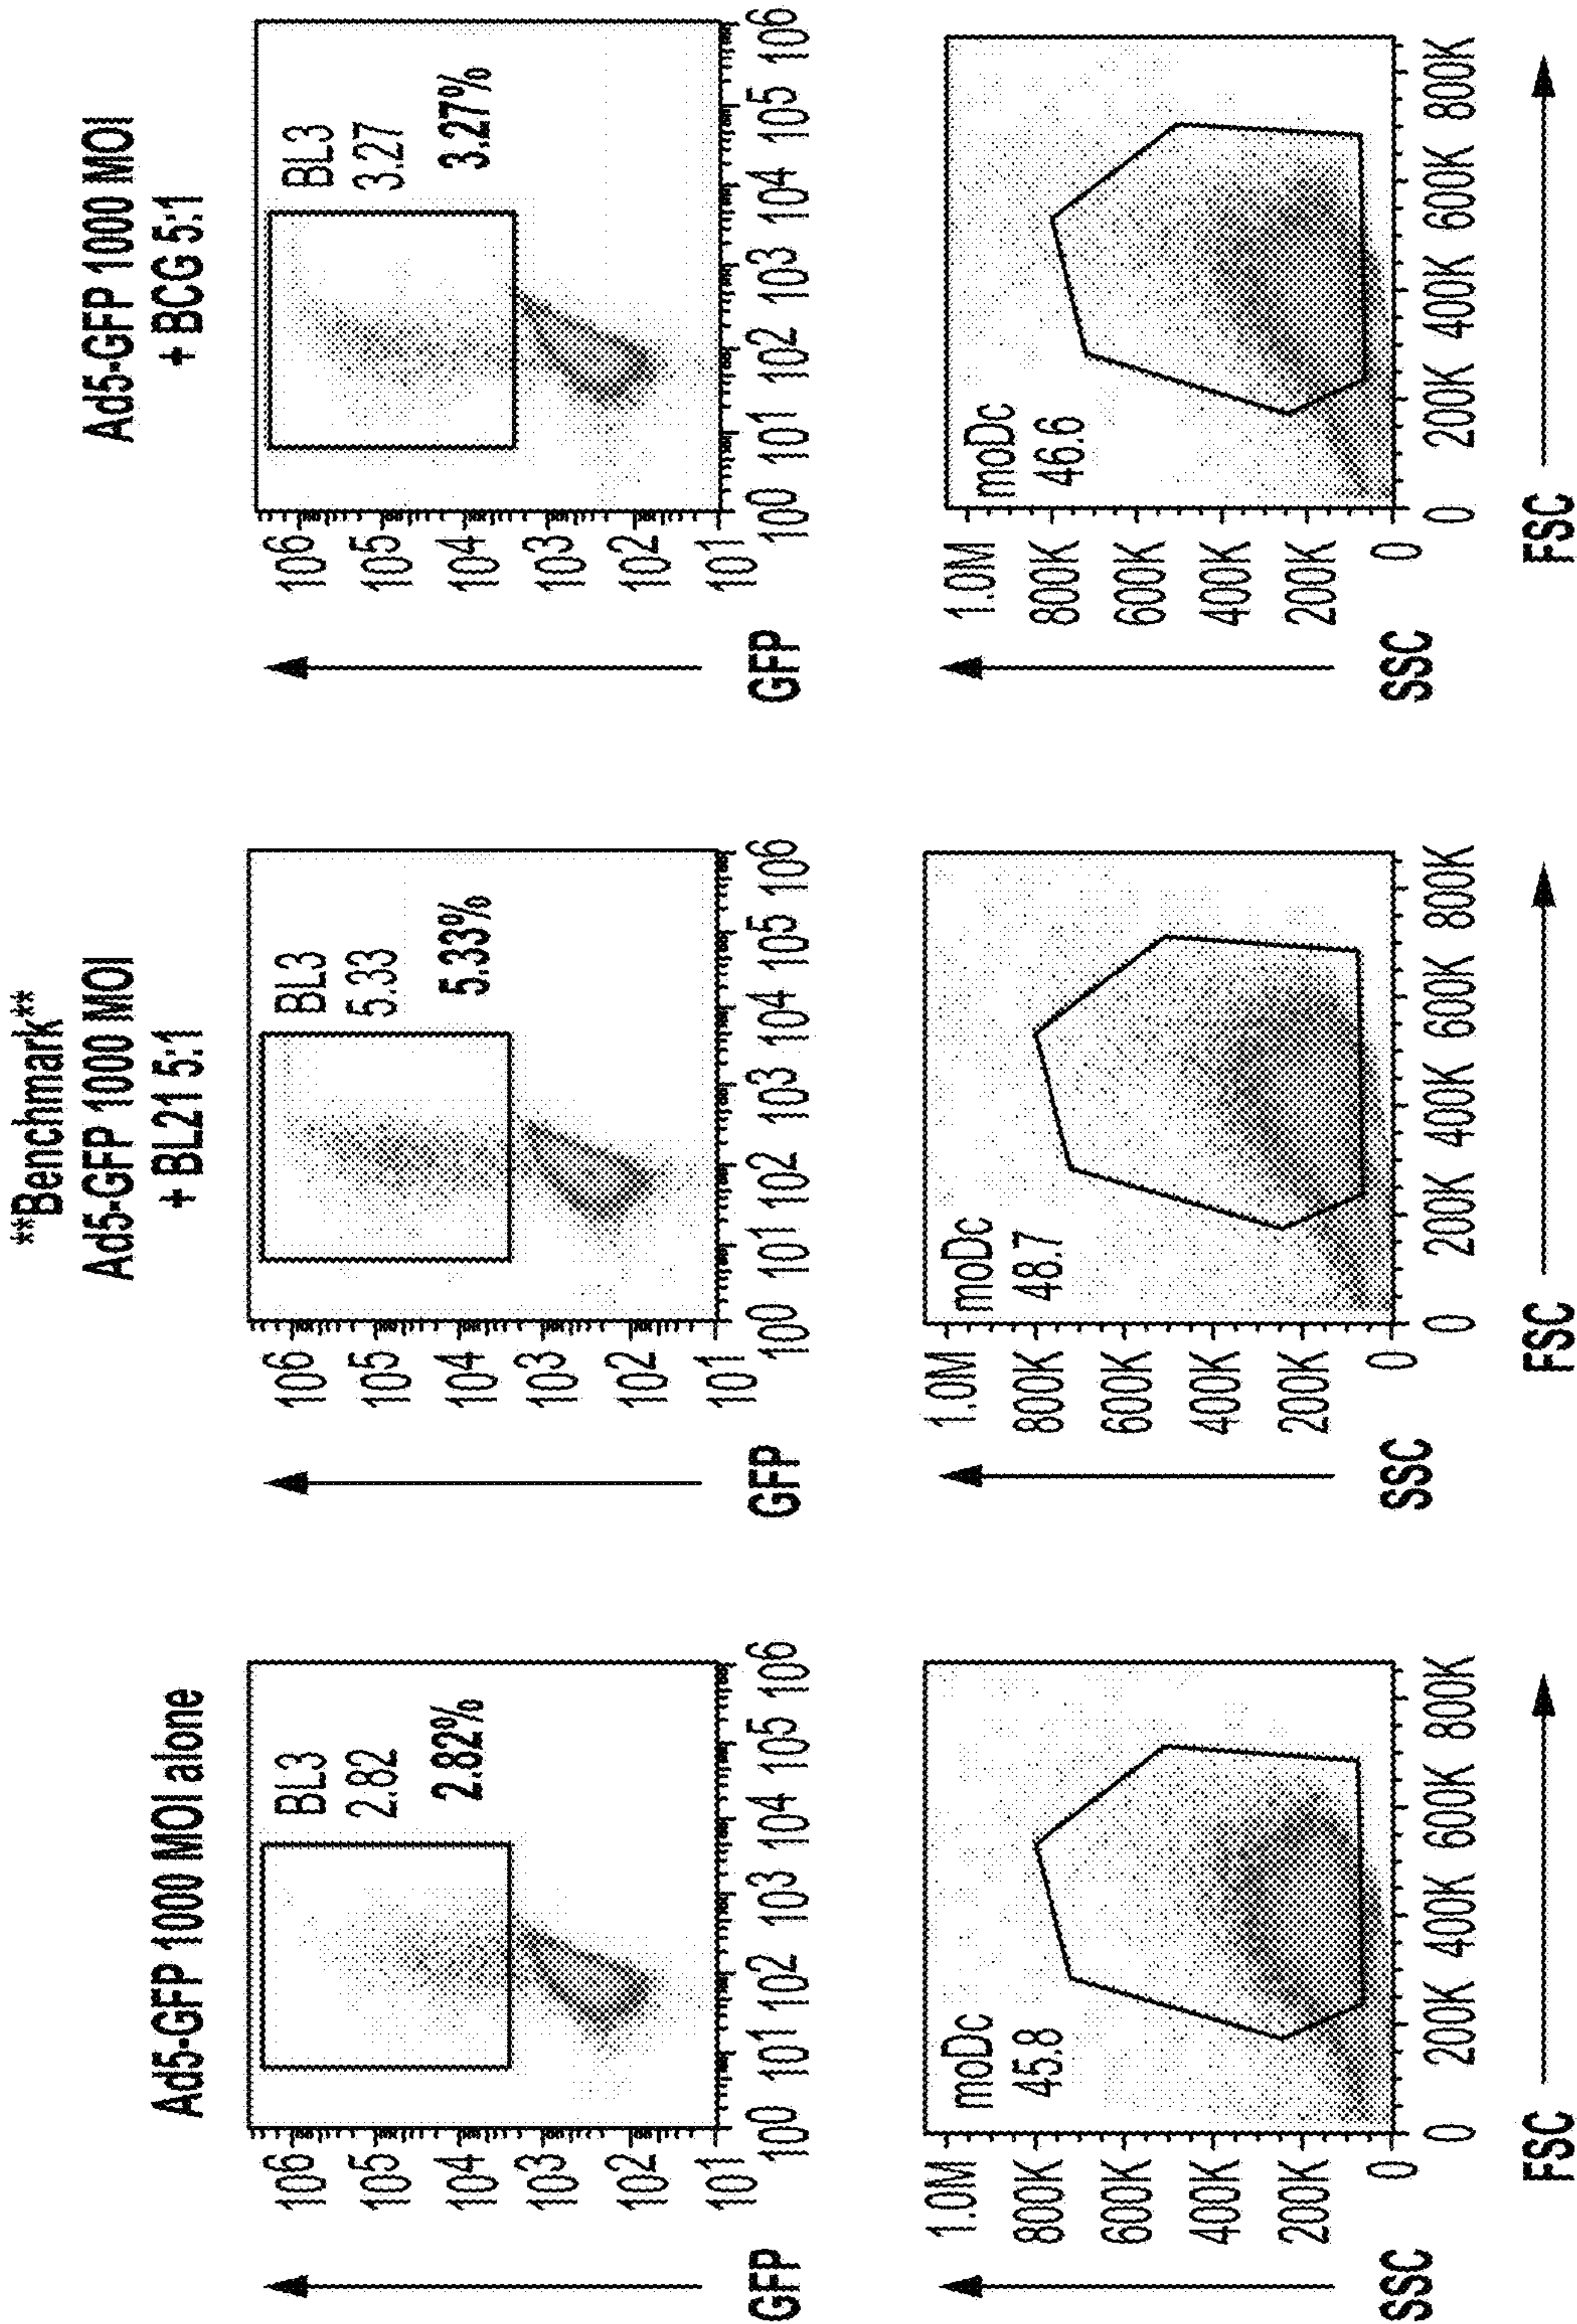 Ad5-GFP 1000 MOI alone
GFP
10⁶
10⁵
10⁴
10³
10²
10¹
BL3
2.82
2.82%
10⁰ 10¹ 10² 10³ 10⁴ 10⁵ 10⁶
SSC
1.0M
800K
600K
400K
200K
0
moDc
45.8
0 200K 400K 600K 800K
FSC
**Benchmark**
Ad5-GFP 1000 MOI
+ BL21 5:1
GFP
10⁶
10⁵
10⁴
10³
10²
10¹
BL3
5.33
5.33%
10⁰ 10¹ 10² 10³ 10⁴ 10⁵ 10⁶
SSC
1.0M
800K
600K
400K
200K
0
moDc
48.7
0 200K 400K 600K 800K
FSC
Ad5-GFP 1000 MOI
+ BCG 5:1
GFP
10⁶
10⁵
10⁴
10³
10²
10¹
BL3
3.27
3.27%
10⁰ 10¹ 10² 10³ 10⁴ 10⁵ 10⁶
SSC
1.0M
800K
600K
400K
200K
0
moDc
46.6
0 200K 400K 600K 800K
FSC